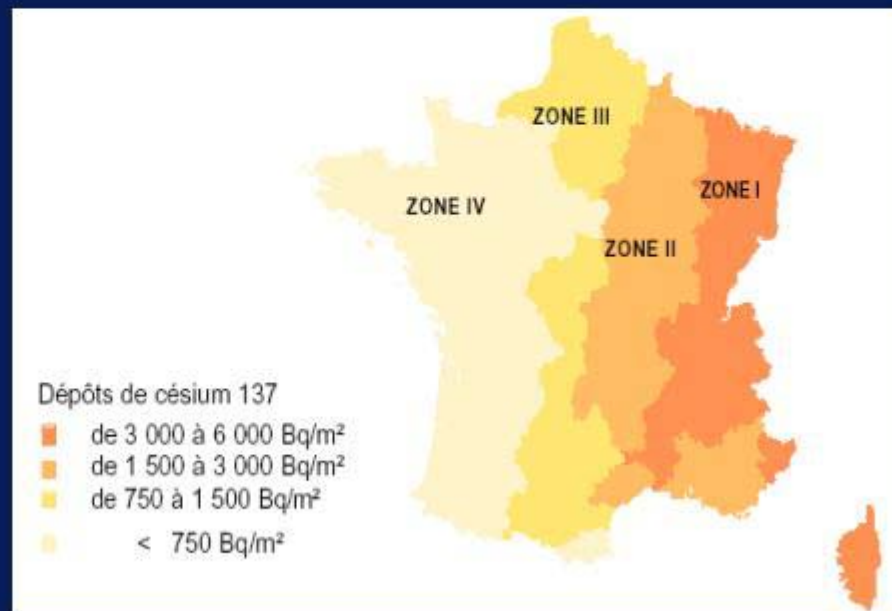 ZONE III
ZONE I
ZONE IV
ZONE II
Dépôts de césium 137
de 3 000 à 6 000 Bq/m²
de 1 500 à 3 000 Bq/m²
de 750 à 1 500 Bq/m²
< 750 Bq/m²